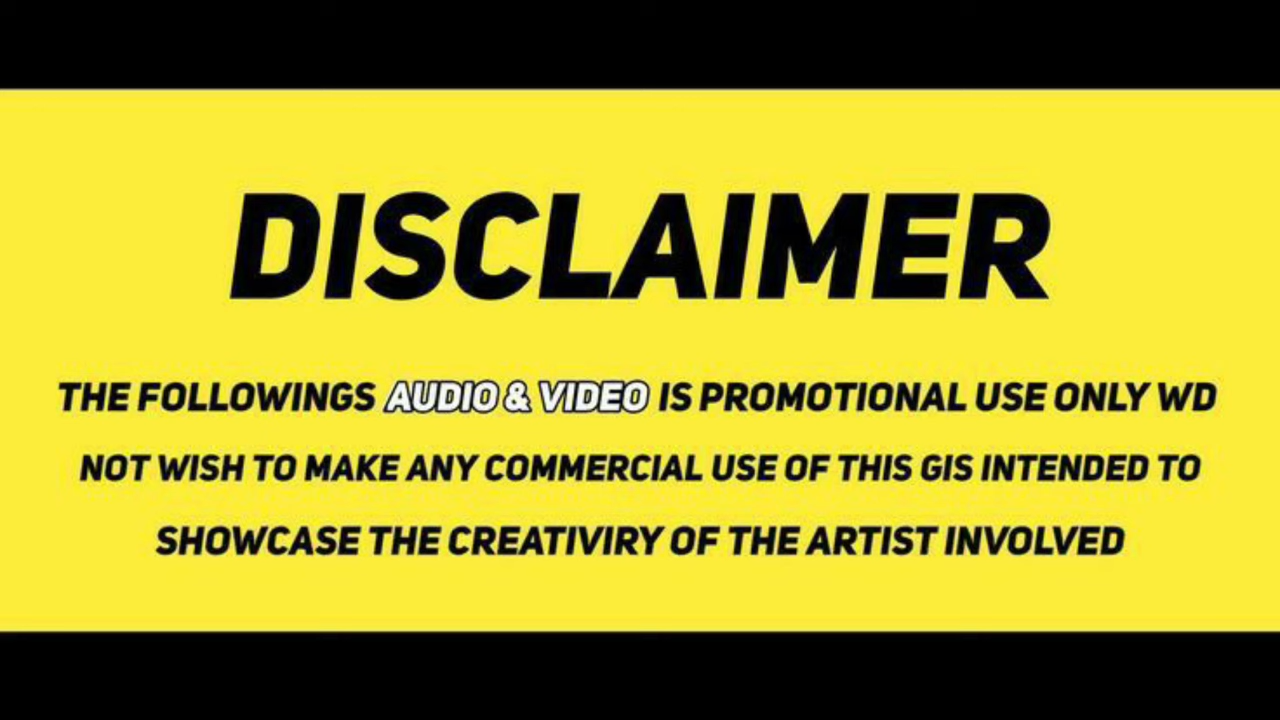 DISCLAIMER
THE FOLLOWINGS AUDIO & VIDEO IS PROMOTIONAL USE ONLY WD
NOT WISH TO MAKE ANY COMMERCIAL USE OF THIS GIS INTENDED TO
SHOWCASE THE CREATIVIRY OF THE ARTIST INVOLVED